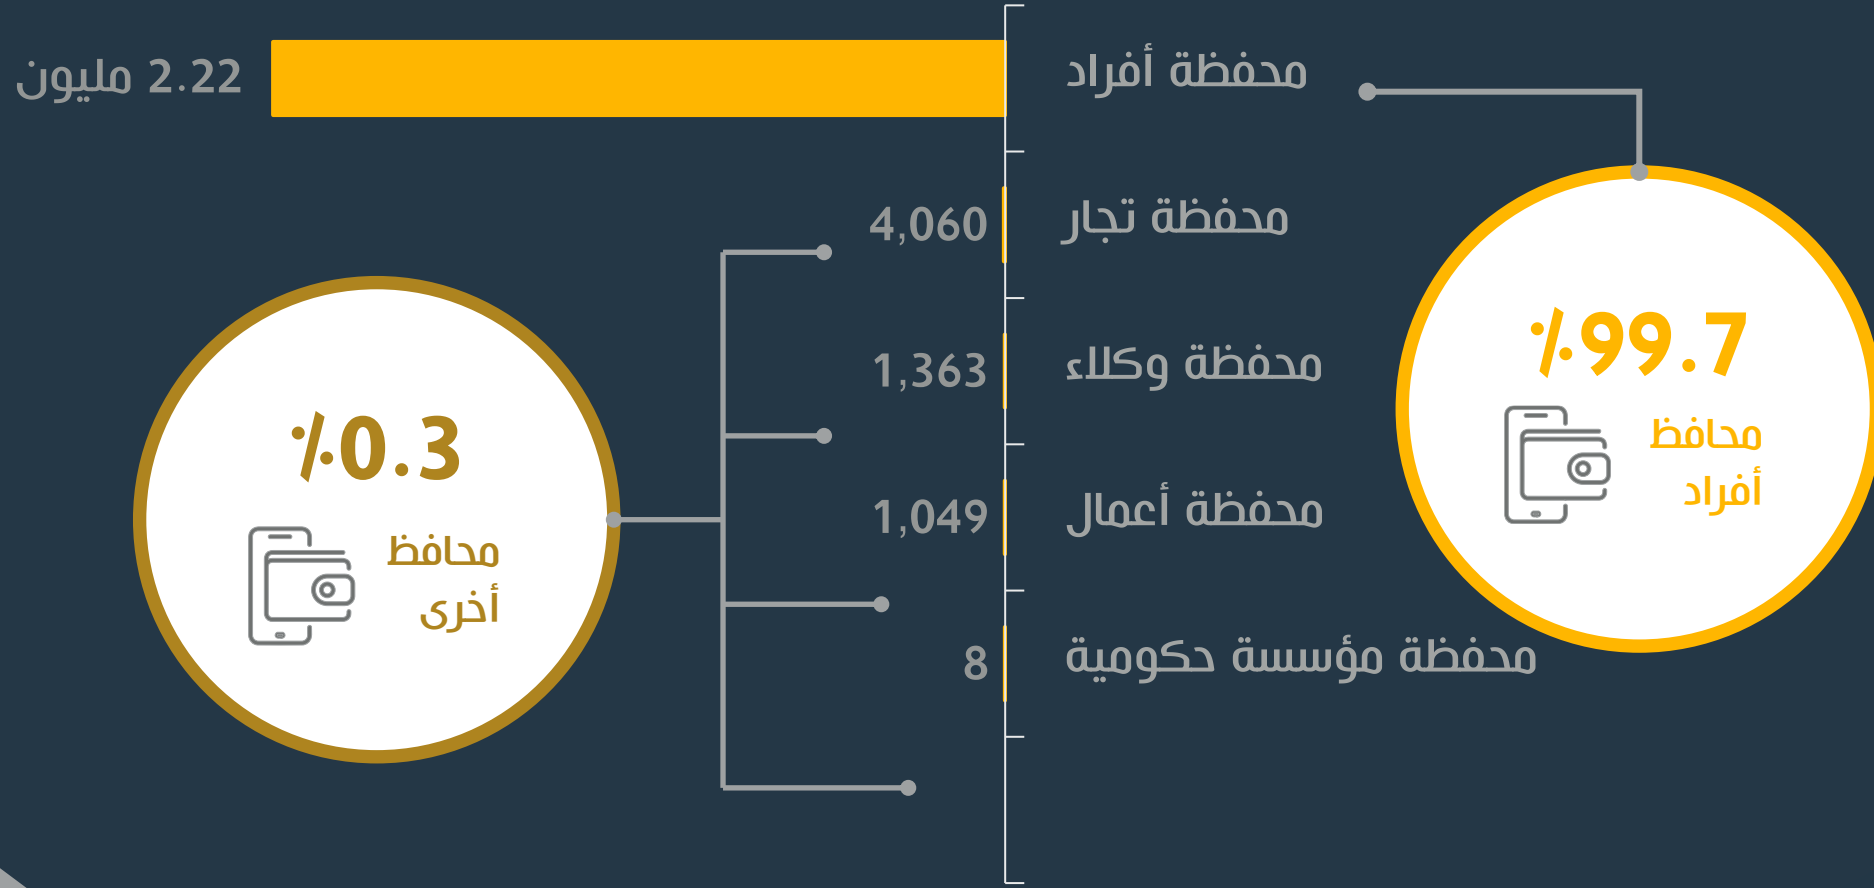 محفظة أفراد
2.22 مليون
محفظة تجار
4,060
محفظة وكلاء
1,363
محفظة أعمال
1,049
محفظة مؤسسة حكومية
8
٪99.7
محافظ
أفراد
٪0.3
محافظ
أخرى